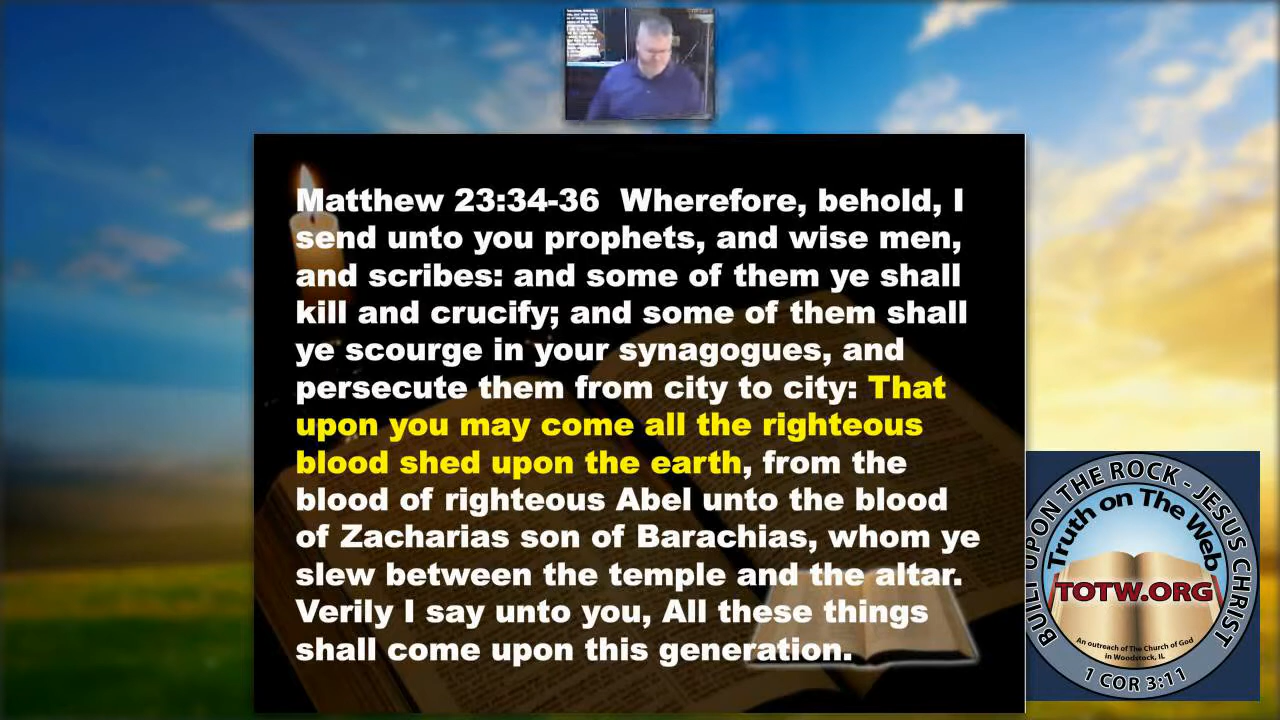 Matthew 23:34-36  Wherefore, behold, I
send unto you prophets, and wise men,
and scribes: and some of them ye shall
kill and crucify; and some of them shall
ye scourge in your synagogues, and
persecute them from city to city: That
upon you may come all the righteous
blood shed upon the earth, from the
blood of righteous Abel unto the blood
of Zacharias son of Barachias, whom ye
slew between the temple and the altar.
Verily I say unto you, All these things
shall come upon this generation.
BUILT UPON THE ROCK - JESUS CHRIST
Truth on The Web
TOTW.ORG
An outreach of The Church of God
in Woodstock, IL
1 COR 3:11